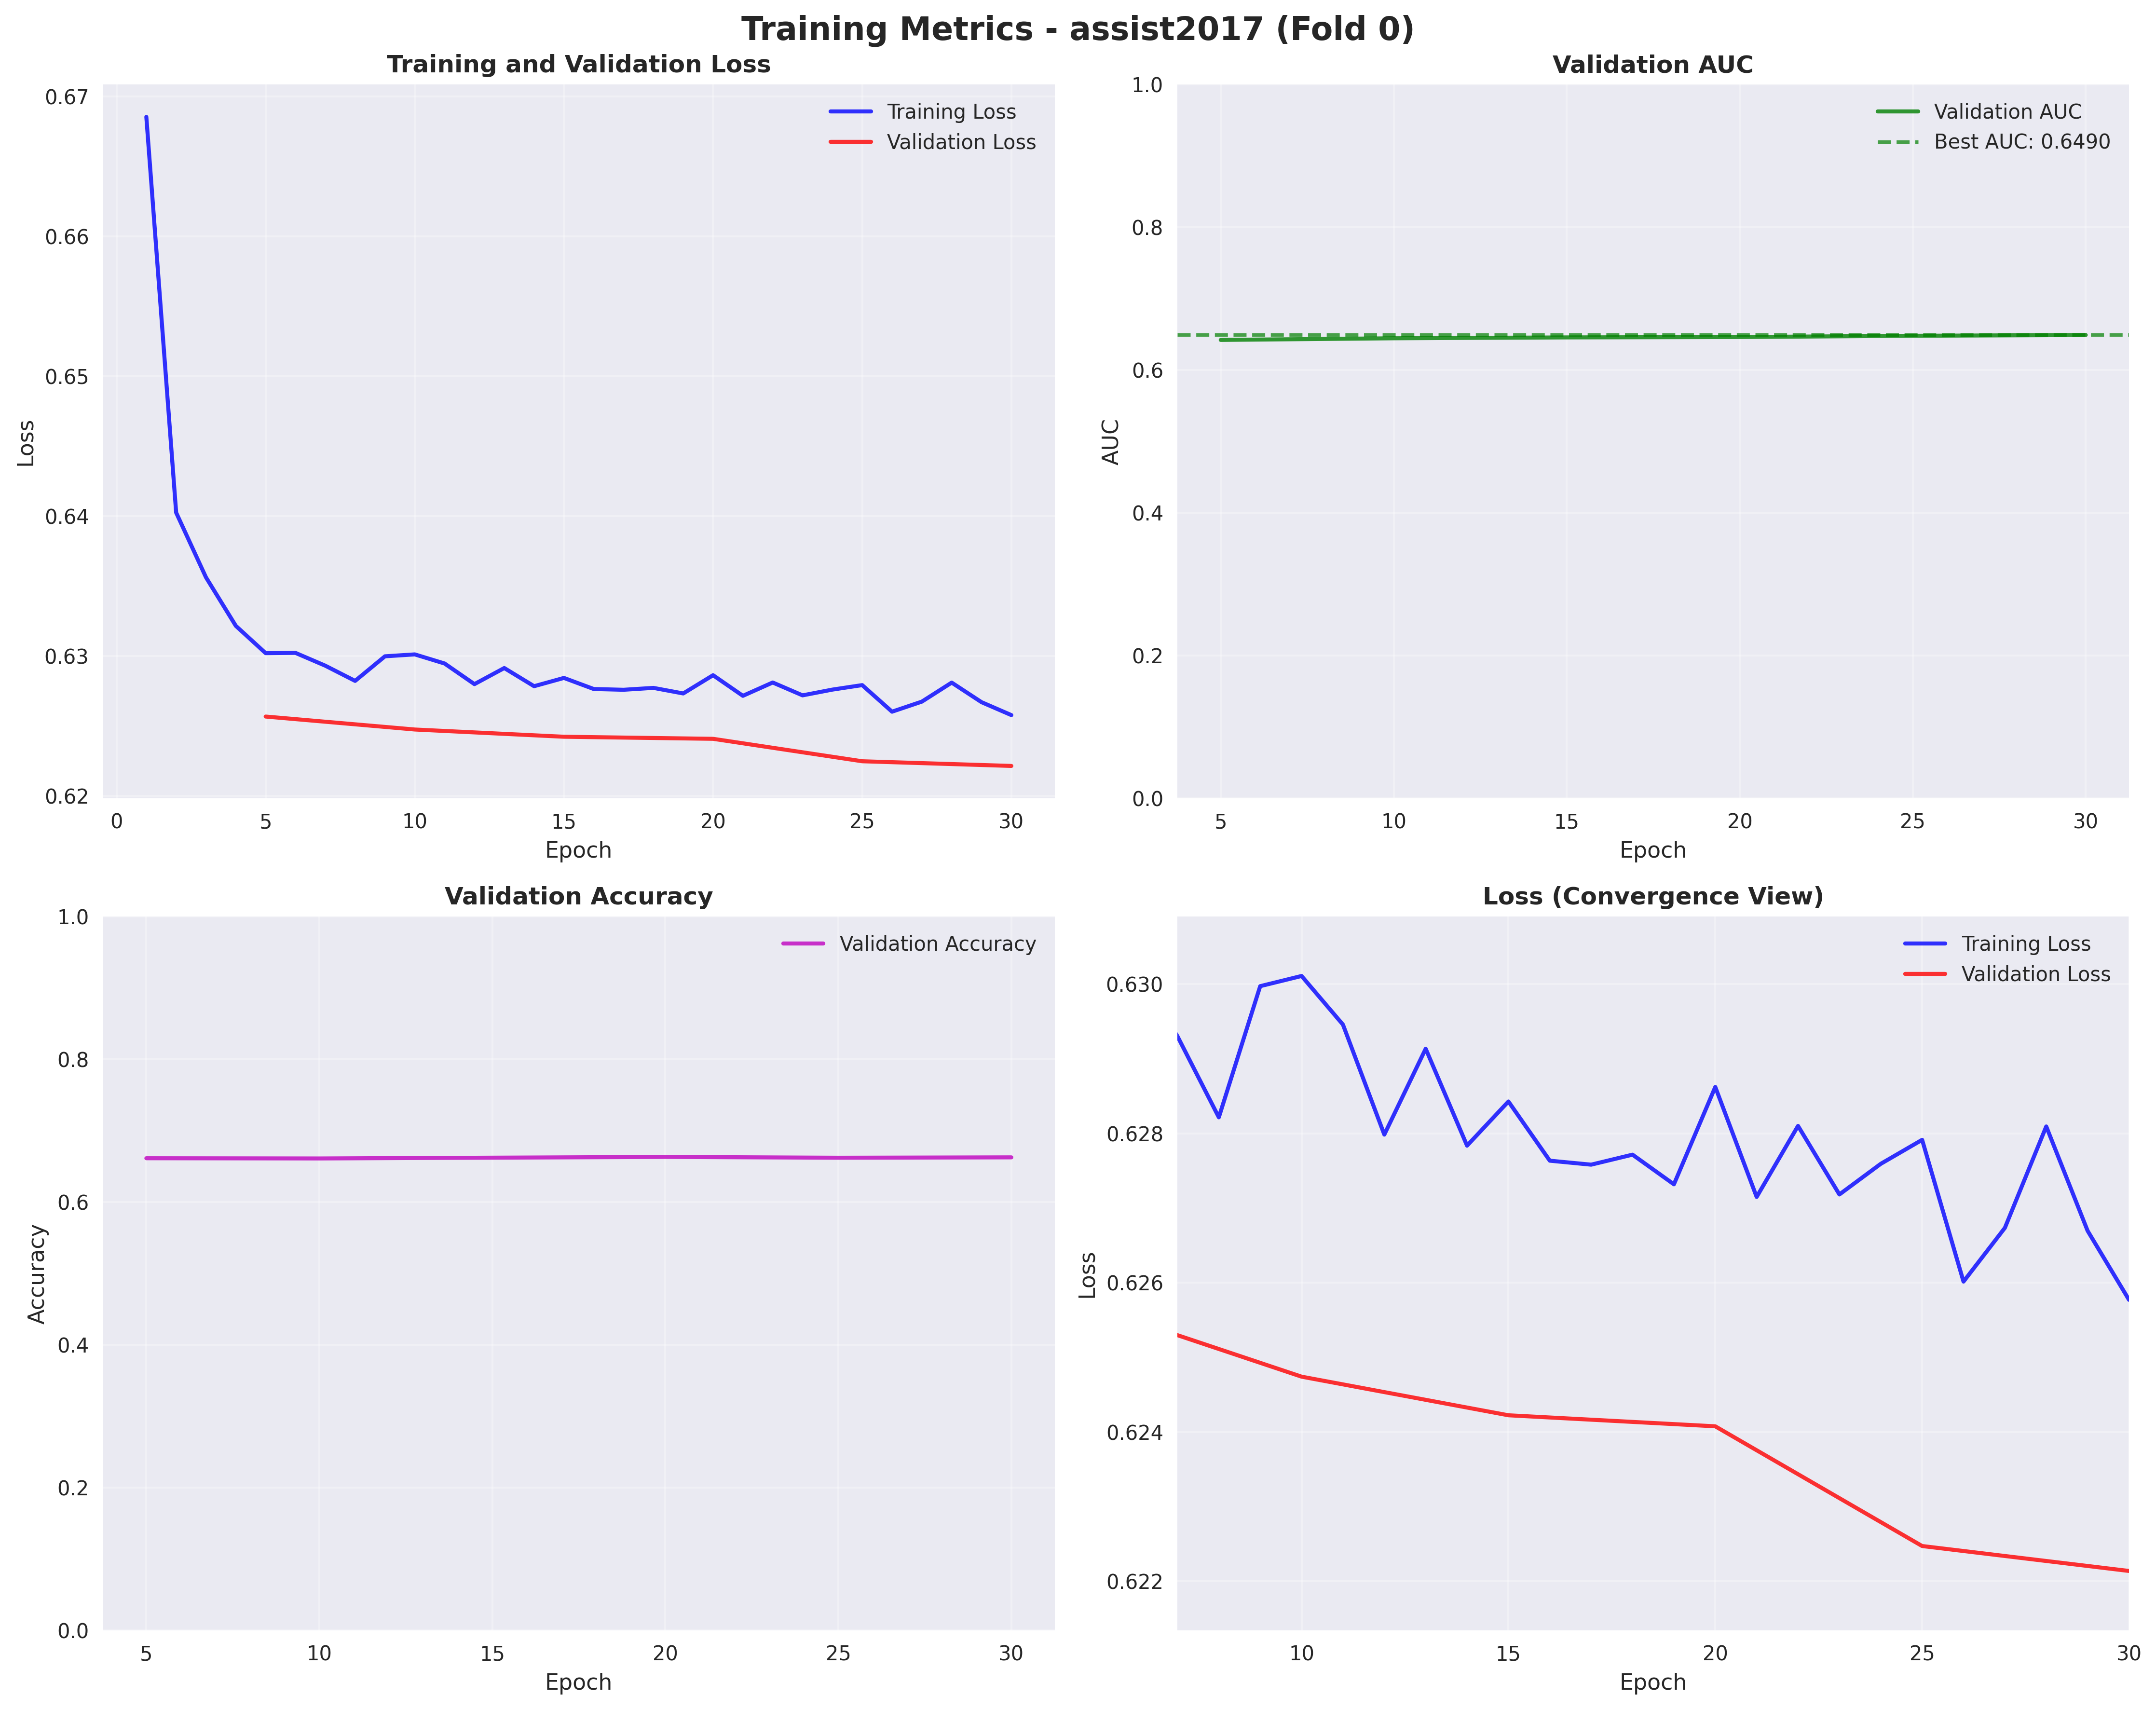 Training Metrics - assist2017 (Fold 0)
Training and Validation Loss
Loss
0.67
0.66
0.65
0.64
0.63
0.62
Training Loss
Validation Loss
0 5 10 15 20 25 30
Epoch
Validation AUC
AUC
1.0
0.8
0.6
0.4
0.2
0.0
Validation AUC
Best AUC: 0.6490
5 10 15 20 25 30
Epoch
Validation Accuracy
Accuracy
1.0
0.8
0.6
0.4
0.2
0.0
Validation Accuracy
5 10 15 20 25 30
Epoch
Loss (Convergence View)
Loss
0.630
0.628
0.626
0.624
0.622
Training Loss
Validation Loss
10 15 20 25 30
Epoch